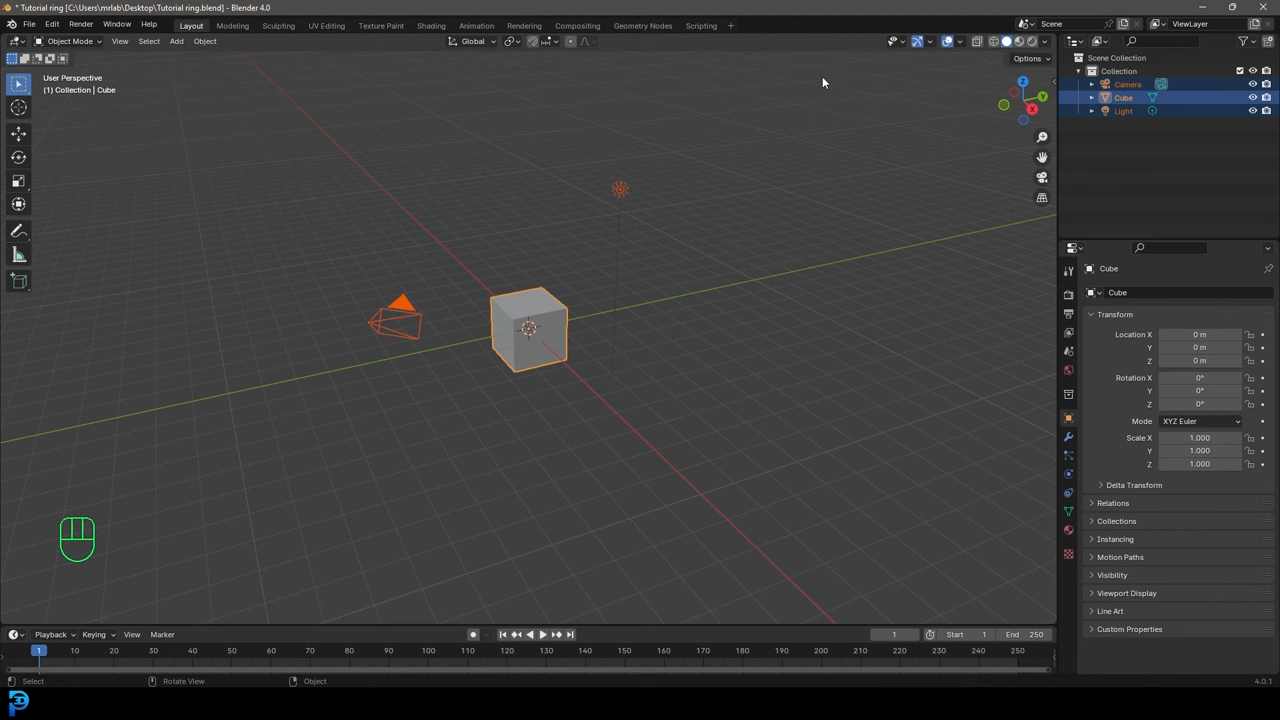 * Tutorial ring [C:\Users\mrlab\Desktop\Tutorial ring.blend] - Blender 4.0
File Edit Render Window Help Layout Modeling Sculpting UV Editing Texture Paint Shading Animation Rendering Compositing Geometry Nodes Scripting + Scene ViewLayer
Object Mode View Select Add Object Global
Options
User Perspective
(1) Collection | Cube
Z
Y
X
Scene Collection
Collection
Camera
Cube
Light
Cube
Cube
Transform
Location X 0 m
Y 0 m
Z 0 m
Rotation X 0°
Y 0°
Z 0°
Mode XYZ Euler
Scale X 1.000
Y 1.000
Z 1.000
Delta Transform
Relations
Collections
Instancing
Motion Paths
Visibility
Viewport Display
Line Art
Custom Properties
Playback Keying View Marker 1 Start 1 End 250
1 10 20 30 40 50 60 70 80 90 100 110 120 130 140 150 160 170 180 190 200 210 220 230 240 250
Select Rotate View Object 4.0.1